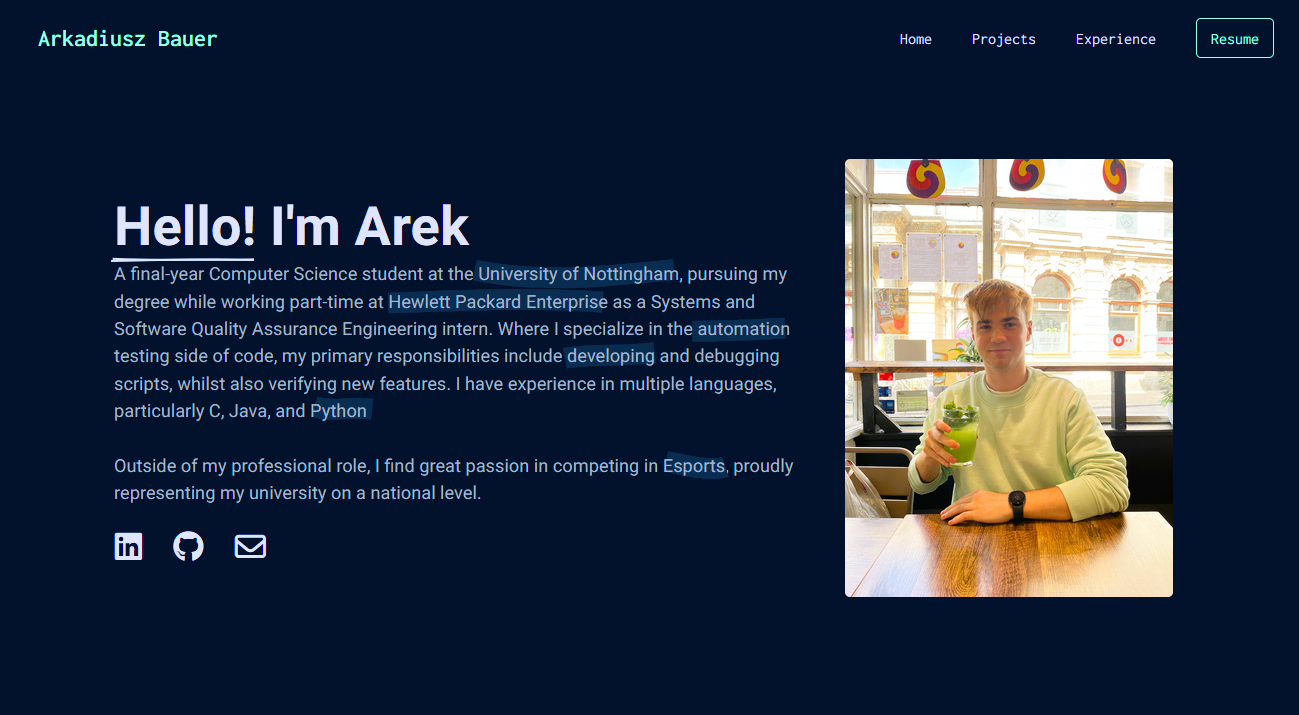 Arkadiusz Bauer
Home
Projects
Experience
Resume
Hello! I'm Arek
A final-year Computer Science student at the University of Nottingham, pursuing my
degree while working part-time at Hewlett Packard Enterprise as a Systems and
Software Quality Assurance Engineering intern. Where I specialize in the automation
testing side of code, my primary responsibilities include developing and debugging
scripts, whilst also verifying new features. I have experience in multiple languages,
particularly C, Java, and Python
Outside of my professional role, I find great passion in competing in Esports, proudly
representing my university on a national level.
in